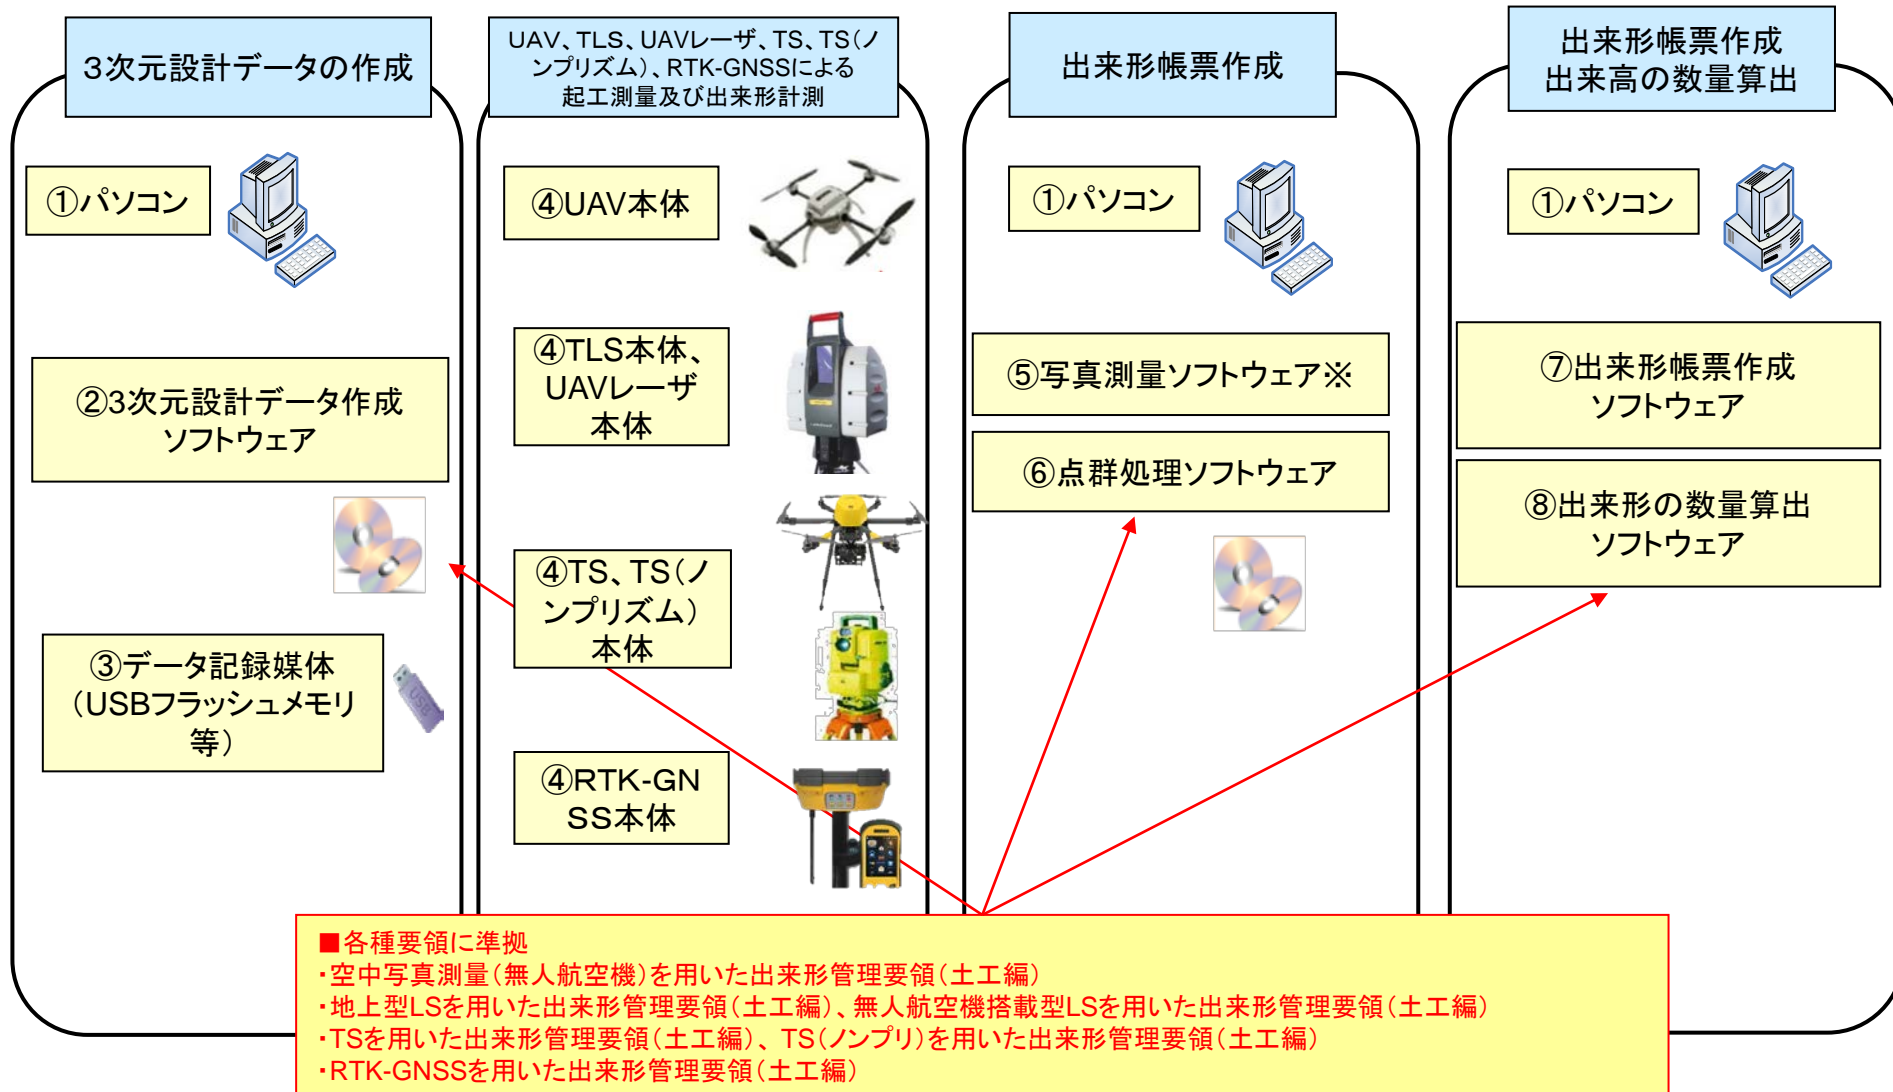 3次元設計データの作成
①パソコン
②3次元設計データ作成
ソフトウェア
③データ記録媒体
（USBフラッシュメモリ
等）
USB
UAV、TLS、UAVレーザ、TS、TS（ノ
ンプリズム）、RTK-GNSSによる
起工測量及び出来形計測
④UAV本体
④TLS本体、
UAVレーザ
本体
④TS、TS（ノ
ンプリズム）
本体
④RTK-GN
SS本体
出来形帳票作成
①パソコン
⑤写真測量ソフトウェア※
⑥点群処理ソフトウェア
出来形帳票作成
出来高の数量算出
①パソコン
⑦出来形帳票作成
ソフトウェア
⑧出来形の数量算出
ソフトウェア
■各種要領に準拠
・空中写真測量（無人航空機）を用いた出来形管理要領（土工編）
・地上型LSを用いた出来形管理要領（土工編）、無人航空機搭載型LSを用いた出来形管理要領（土工編）
・TSを用いた出来形管理要領（土工編）、TS（ノンプリ）を用いた出来形管理要領（土工編）
・RTK-GNSSを用いた出来形管理要領（土工編）